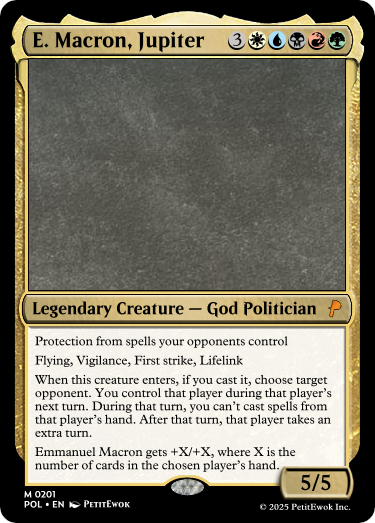 E. Macron, Jupiter 3
Legendary Creature — God Politician
Protection from spells your opponents control
Flying, Vigilance, First strike, Lifelink
When this creature enters, if you cast it, choose target
opponent. You control that player during that player's
next turn. During that turn, you can't cast spells from
that player's hand. After that turn, that player takes an
extra turn.
Emmanuel Macron gets +X/+X, where X is the
number of cards in the chosen player's hand.
5/5
M 0201
POL • EN PETITEWOK
© 2025 PetitEwok Inc.